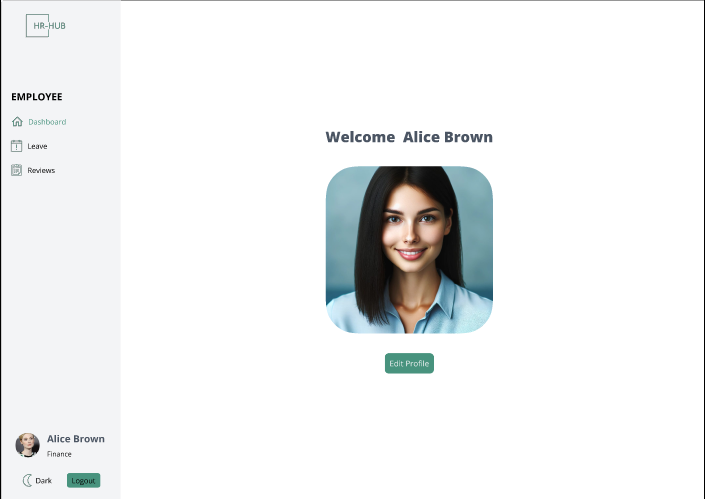 HR-HUB
EMPLOYEE
Dashboard
Leave
Reviews
Welcome Alice Brown
Edit Profile
Alice Brown
Finance
Dark
Logout